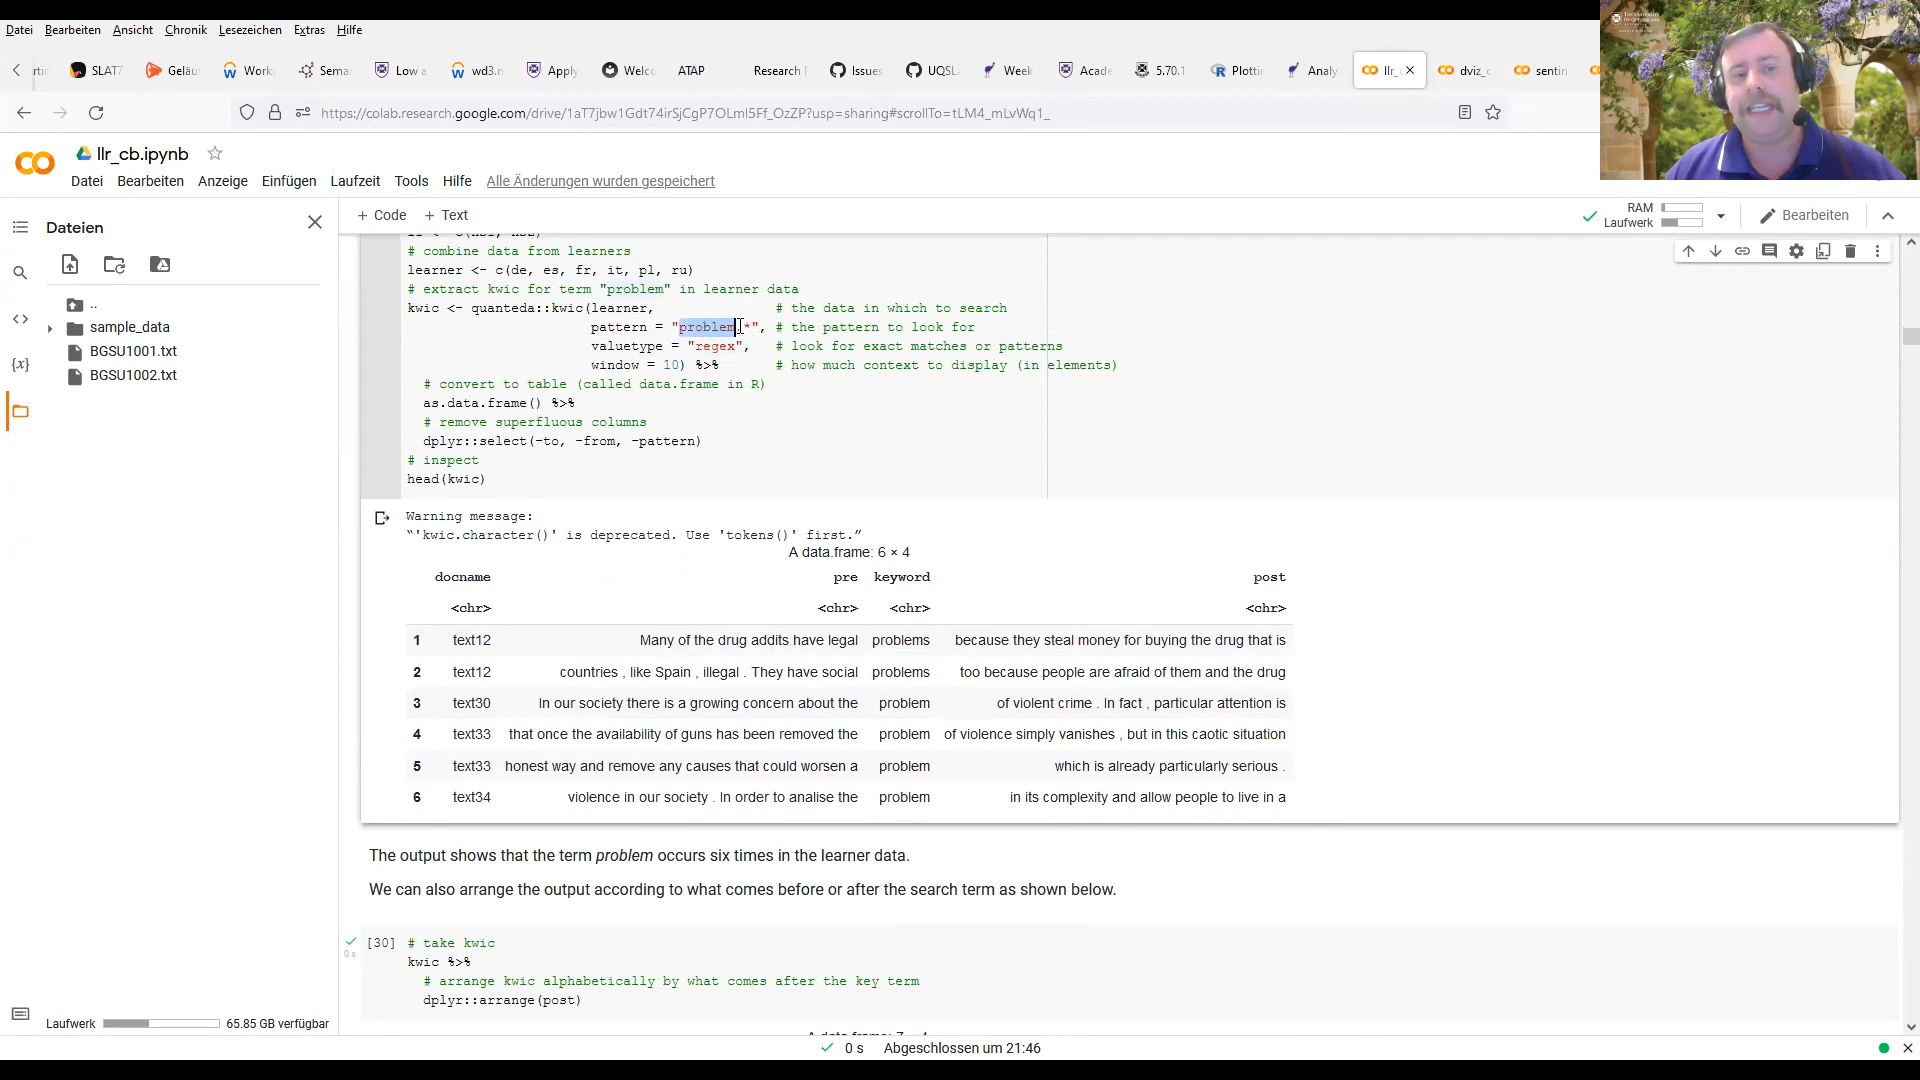 Datei Bearbeiten Ansicht Chronik Lesezeichen Extras Hilfe
SLAT7 Geläu Work Sema Low a wd3.n Apply Welc ATAP Research Issues UQSL Week Acade 5.70.1 Plottin Analy llr_ dviz_c sentin
https://colab.research.google.com/drive/1aT7jbw1Gdt74irSjCgP7OLml5Ff_OzZP?usp=sharing#scrollTo=tLM4_mLvWq1_
llr_cb.ipynb
Datei Bearbeiten Anzeige Einfügen Laufzeit Tools Hilfe Alle Änderungen wurden gespeichert
Dateien
+ Code + Text
RAM
Laufwerk
Bearbeiten
..
sample_data
BGSU1001.txt
BGSU1002.txt
# combine data from learners
learner <- c(de, es, fr, it, pl, ru)
# extract kwic for term "problem" in learner data
kwic <- quanteda::kwic(learner, # the data in which to search
pattern = "problem.*", # the pattern to look for
valuetype = "regex", # look for exact matches or patterns
window = 10) %>% # how much context to display (in elements)
# convert to table (called data.frame in R)
as.data.frame() %>%
# remove superfluous columns
dplyr::select(-to, -from, -pattern)
# inspect
head(kwic)
Warning message:
“'kwic.character()' is deprecated. Use 'tokens()' first.”
A data.frame: 6 × 4
docname pre keyword post
<chr> <chr> <chr> <chr>
1 text12 Many of the drug addits have legal problems because they steal money for buying the drug that is
2 text12 countries , like Spain , illegal . They have social problems too because people are afraid of them and the drug
3 text30 In our society there is a growing concern about the problem of violent crime . In fact , particular attention is
4 text33 that once the availability of guns has been removed the problem of violence simply vanishes , but in this caotic situation
5 text33 honest way and remove any causes that could worsen a problem which is already particularly serious .
6 text34 violence in our society . In order to analise the problem in its complexity and allow people to live in a
The output shows that the term problem occurs six times in the learner data.
We can also arrange the output according to what comes before or after the search term as shown below.
[30] # take kwic
0 s
kwic %>%
# arrange kwic alphabetically by what comes after the key term
dplyr::arrange(post)
Laufwerk 65.85 GB verfügbar
0 s Abgeschlossen um 21:46